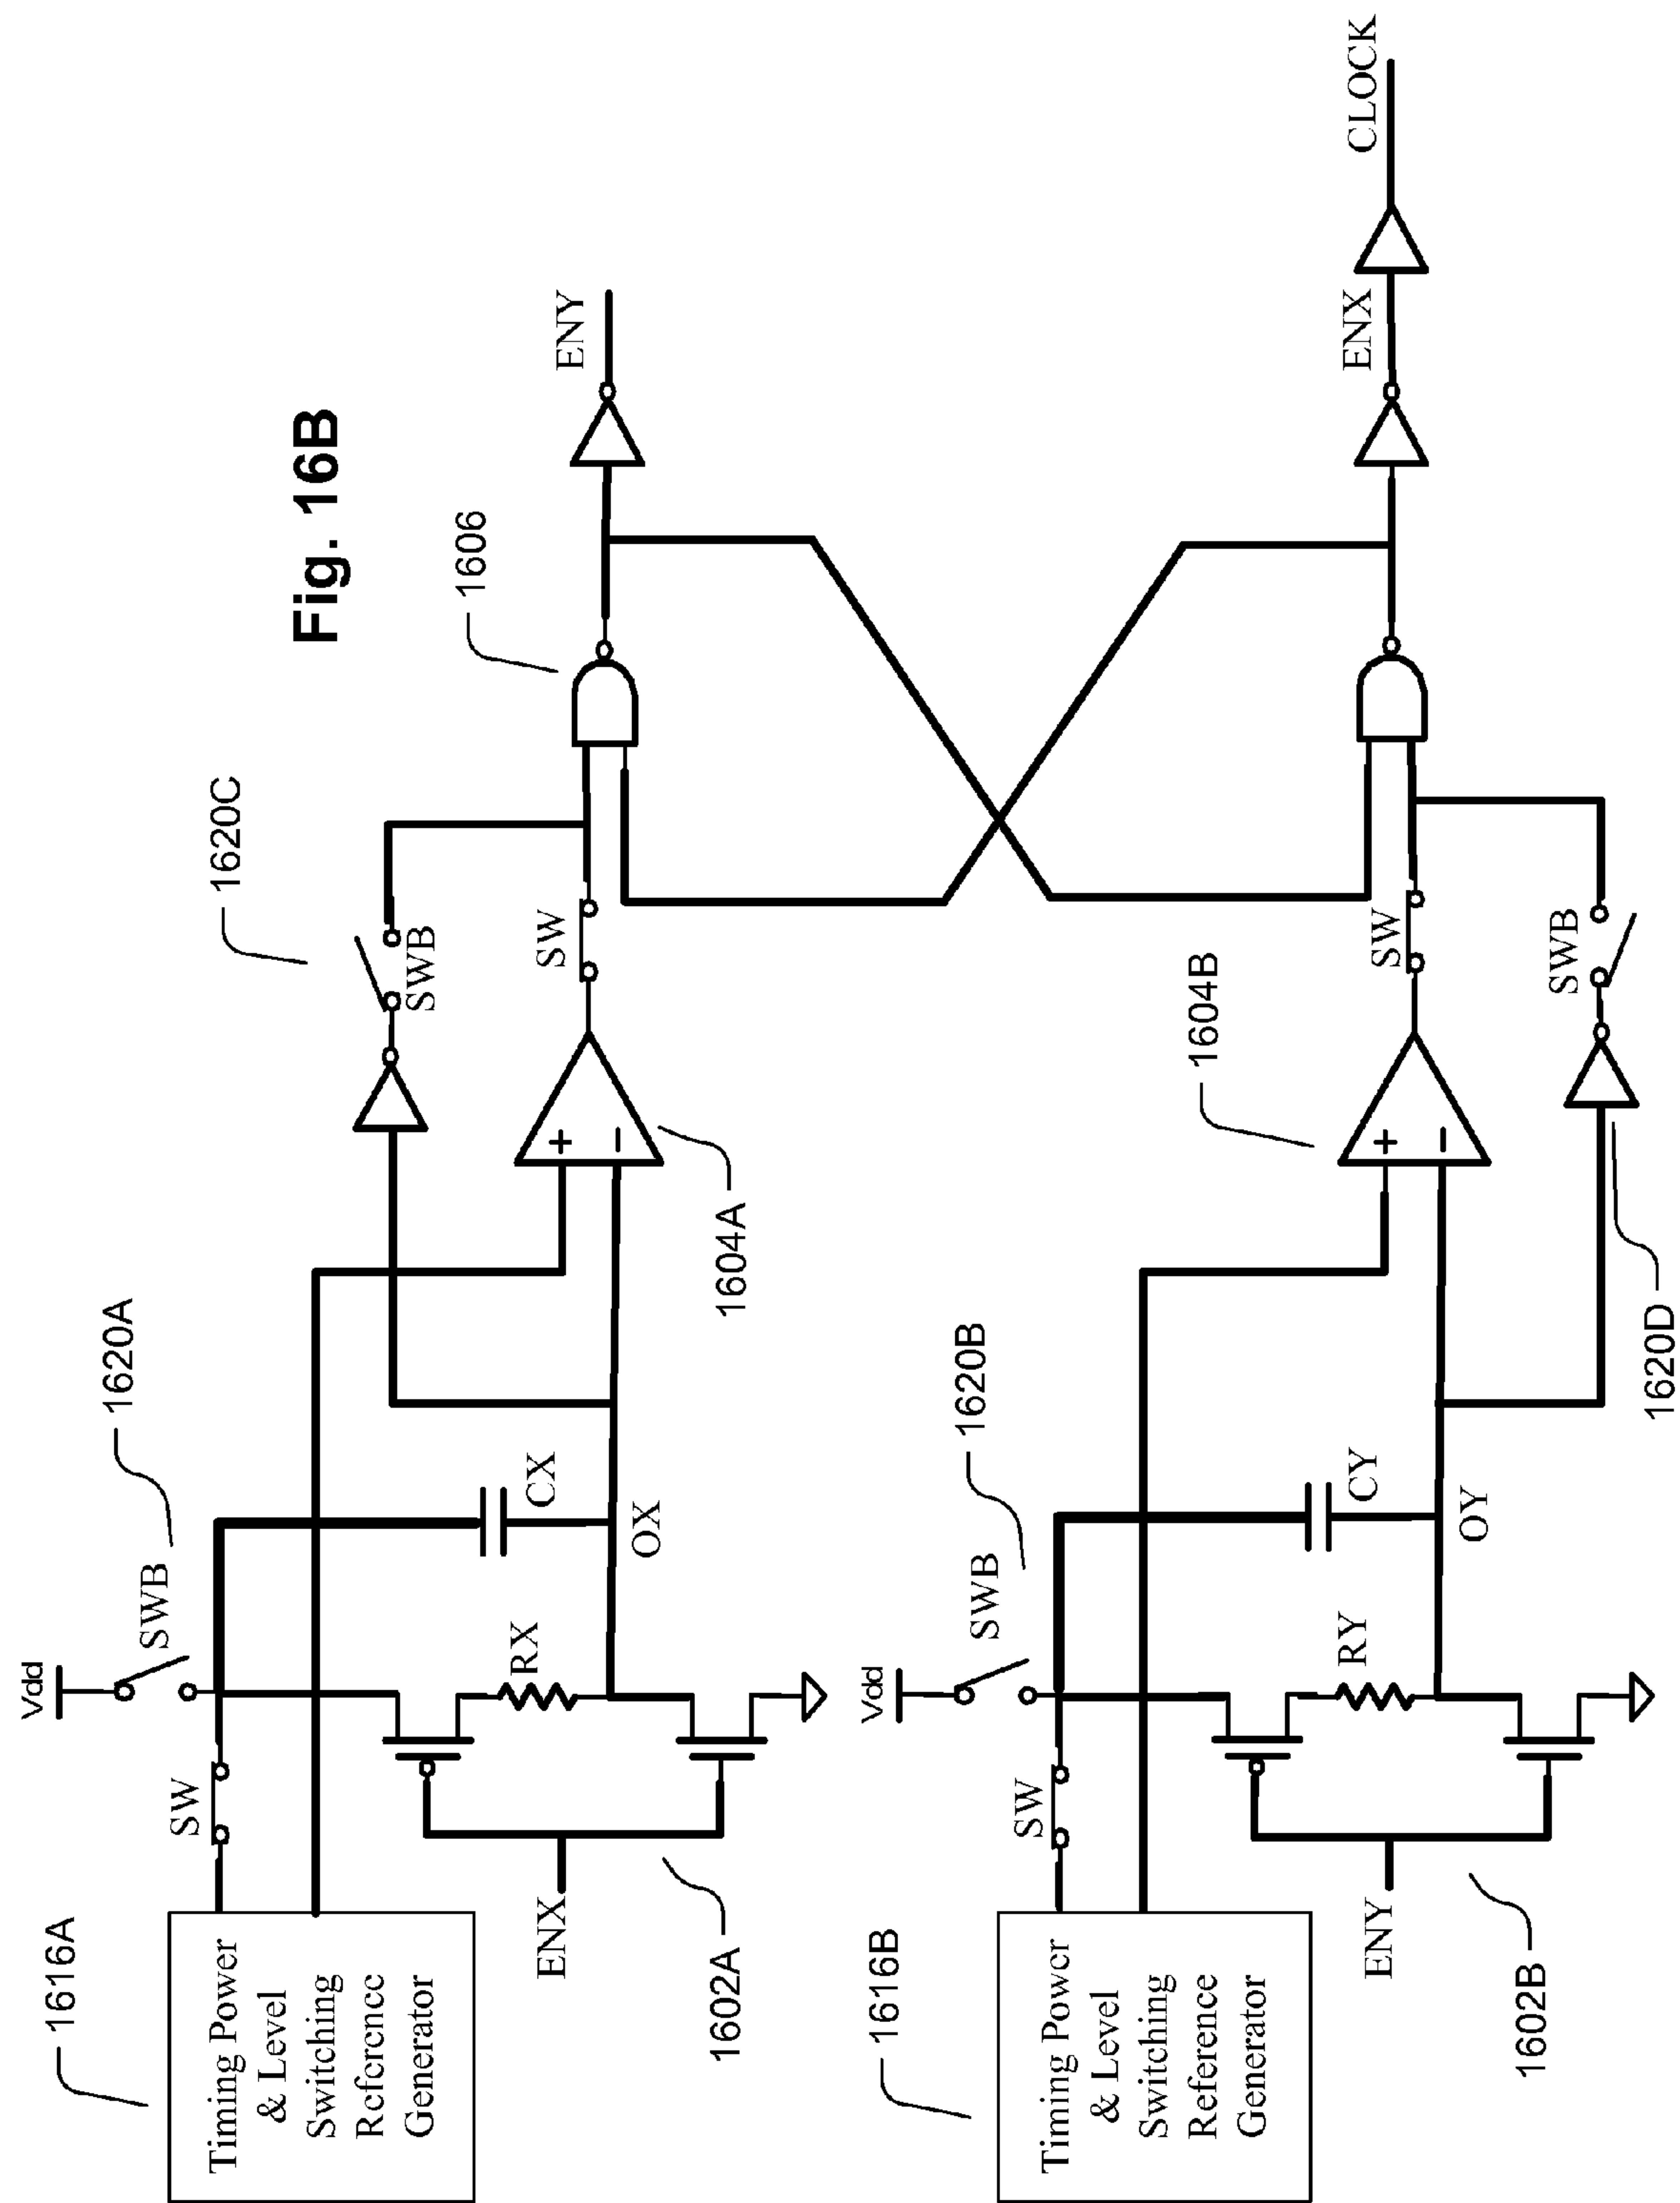 Fig. 16B
1616A
Timing Power
& Level
Switching
Rcfcrcncc
Generator
SW
Vdd
SWB
1620A
ENX
1602A
RX
CX
OX
1604A
+
−
1620C
SWB
SW
1606
ENY
1616B
Timing Power
& Level
Switching
Reference
Generator
SW
Vdd
SWB
1620B
ENY
1602B
RY
CY
OY
1604B
+
−
1620D
SWB
SW
ENX
CLOCK